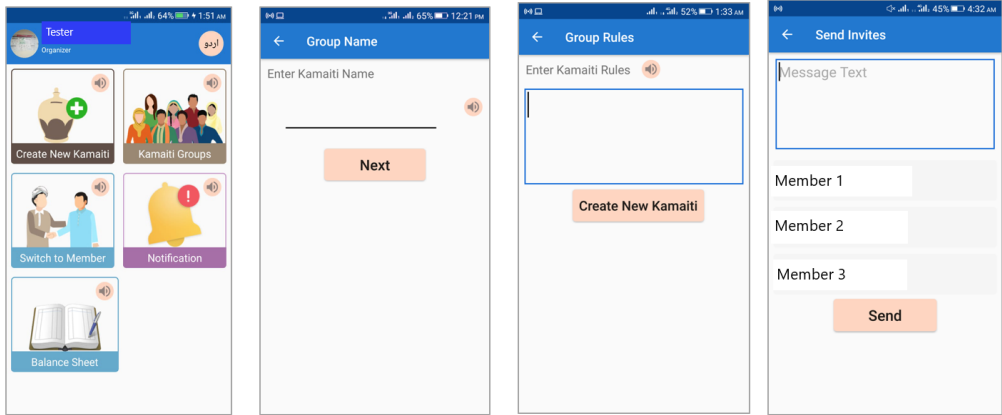 64% 1:51 AM
Tester
Organizer
اردو
Create New Kamaiti
Kamaiti Groups
Switch to Member
Notification
Balance Sheet
65% 12:21 PM
Group Name
Enter Kamaiti Name
Next
52% 1:33 AM
Group Rules
Enter Kamaiti Rules
Create New Kamaiti
45% 4:32 AM
Send Invites
Message Text
Member 1
Member 2
Member 3
Send